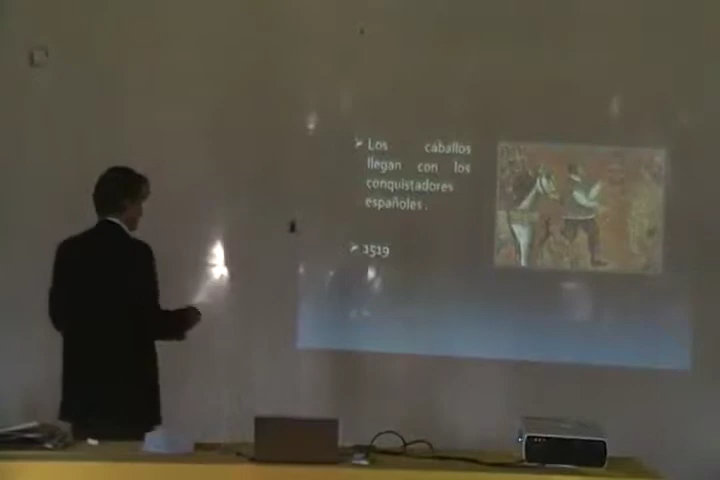 Los caballos
llegan con los
conquistadores
españoles.
1519